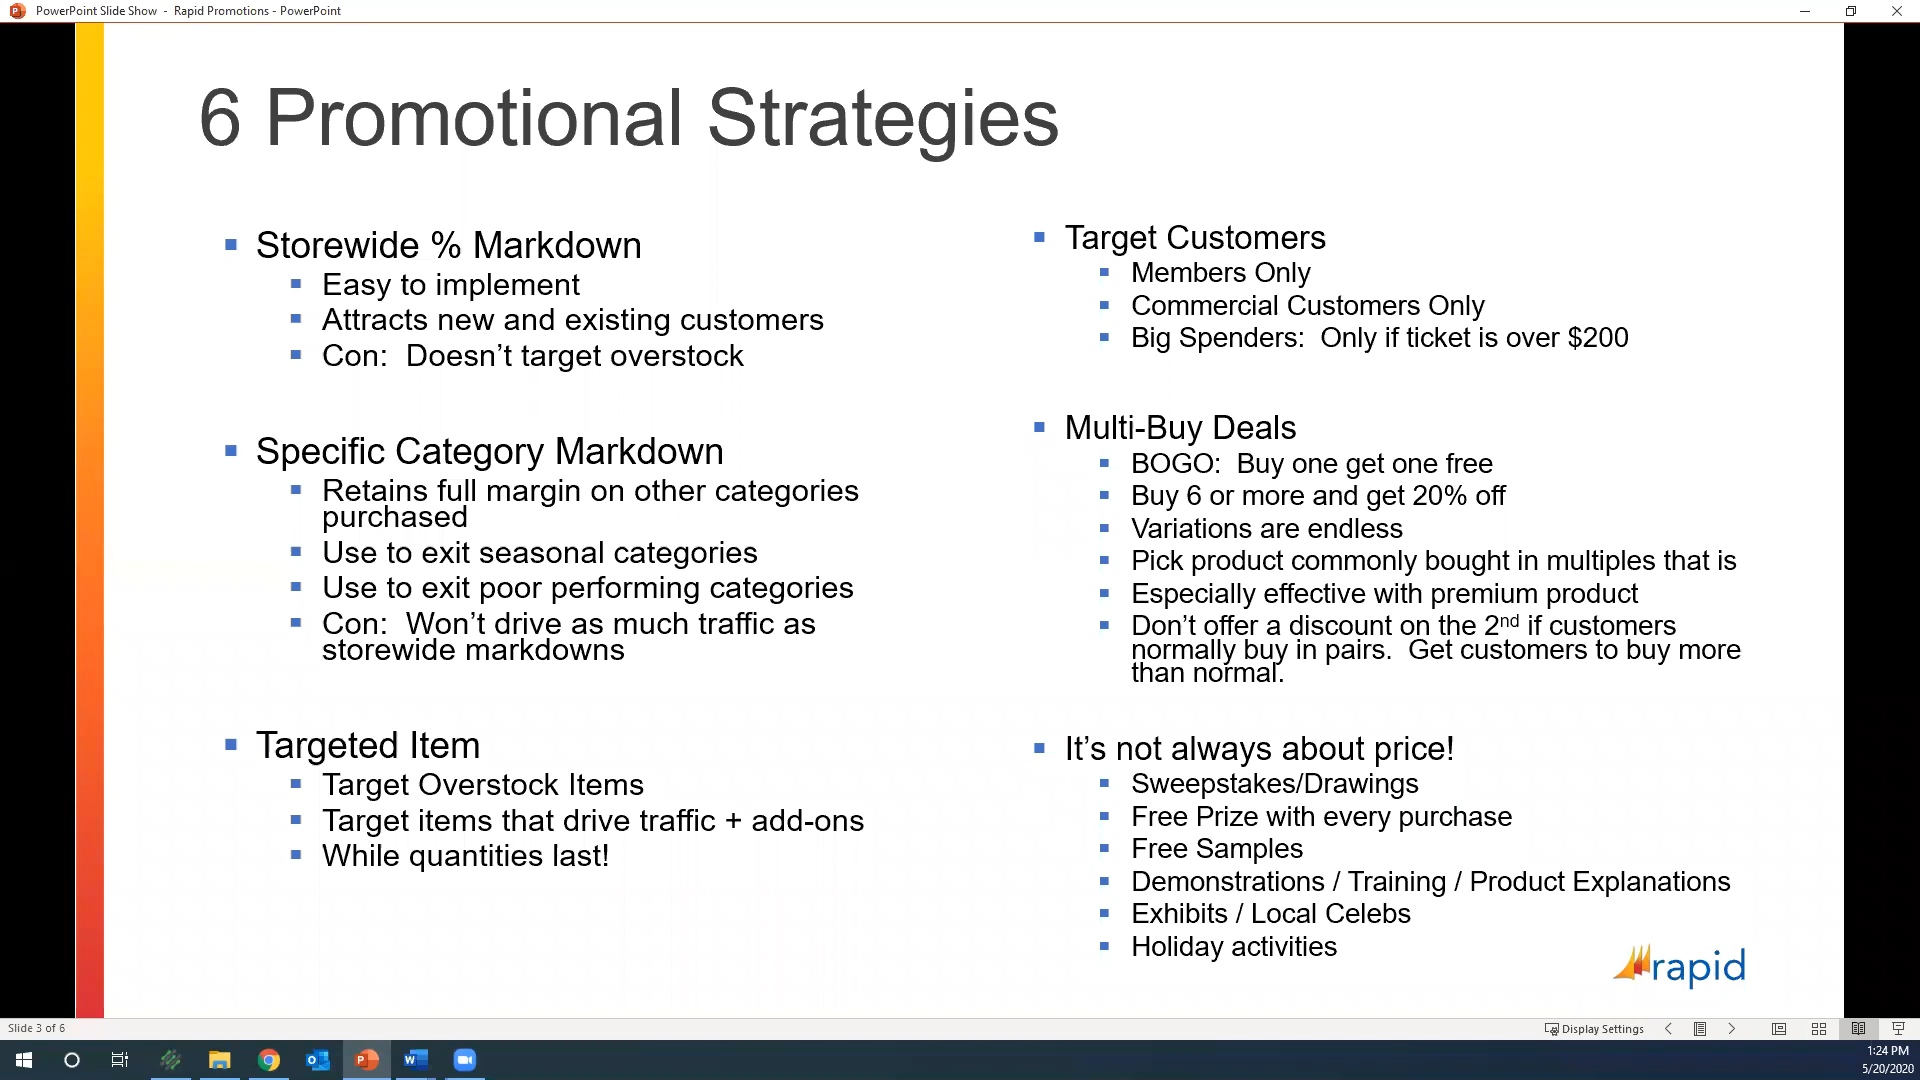 PowerPoint Slide Show - Rapid Promotions - PowerPoint
6 Promotional Strategies
Storewide % Markdown
Easy to implement
Attracts new and existing customers
Con: Doesn’t target overstock
Specific Category Markdown
Retains full margin on other categories
purchased
Use to exit seasonal categories
Use to exit poor performing categories
Con: Won’t drive as much traffic as
storewide markdowns
Targeted Item
Target Overstock Items
Target items that drive traffic + add-ons
While quantities last!
Target Customers
Members Only
Commercial Customers Only
Big Spenders: Only if ticket is over $200
Multi-Buy Deals
BOGO: Buy one get one free
Buy 6 or more and get 20% off
Variations are endless
Pick product commonly bought in multiples that is
Especially effective with premium product
Don’t offer a discount on the 2nd if customers
normally buy in pairs. Get customers to buy more
than normal.
It’s not always about price!
Sweepstakes/Drawings
Free Prize with every purchase
Free Samples
Demonstrations / Training / Product Explanations
Exhibits / Local Celebs
Holiday activities
rapid
Slide 3 of 6
Display Settings
1:24 PM
5/20/2020